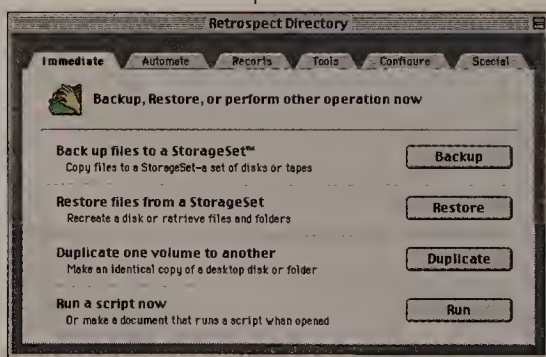 Retrospect Directory
Immediate Automate Reports Tools Configure Special
Backup, Restore, or perform other operation now
Back up files to a StorageSet™
Copy files to a StorageSet–a set of disks or tapes
Backup
Restore files from a StorageSet
Recreate a disk or retrieve files and folders
Restore
Duplicate one volume to another
Make an identical copy of a desktop disk or folder
Duplicate
Run a script now
Or make a document that runs a script when opened
Run